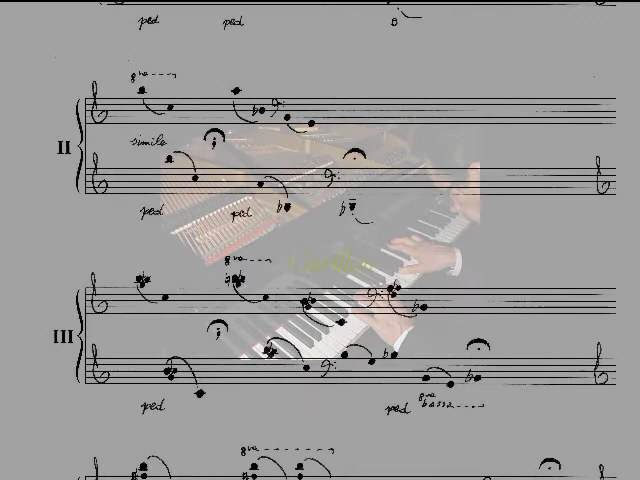 ped ped 8
8va
II
simile
ped ped
8va
III
ped ped 8va bassa
8va